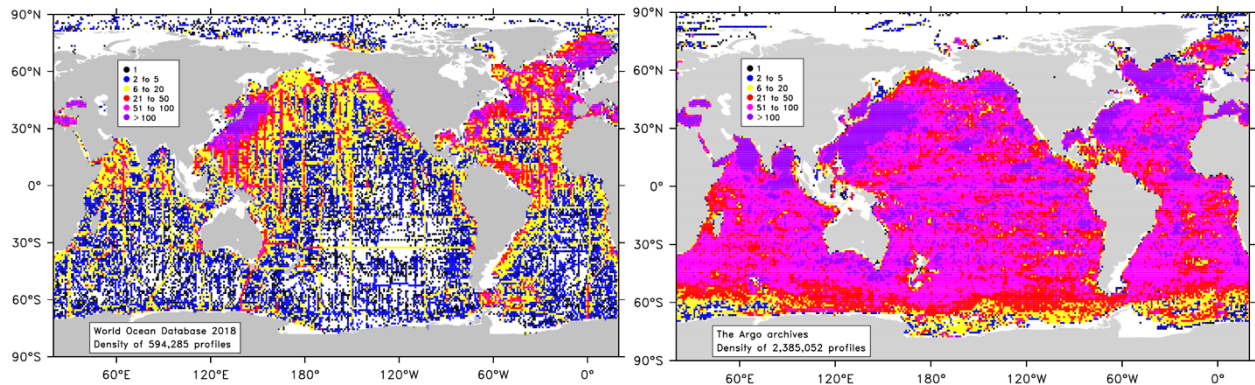 90°N
60°N
30°N
0°
30°S
60°S
90°S
1
2 to 5
6 to 20
21 to 50
51 to 100
> 100
World Ocean Database 2018
Density of 594,285 profiles
60°E 120°E 180°W 120°W 60°W 0°
90°N
60°N
30°N
0°
30°S
60°S
90°S
1
2 to 5
6 to 20
21 to 50
51 to 100
> 100
The Argo archives
Density of 2,385,052 profiles
60°E 120°E 180°W 120°W 60°W 0°